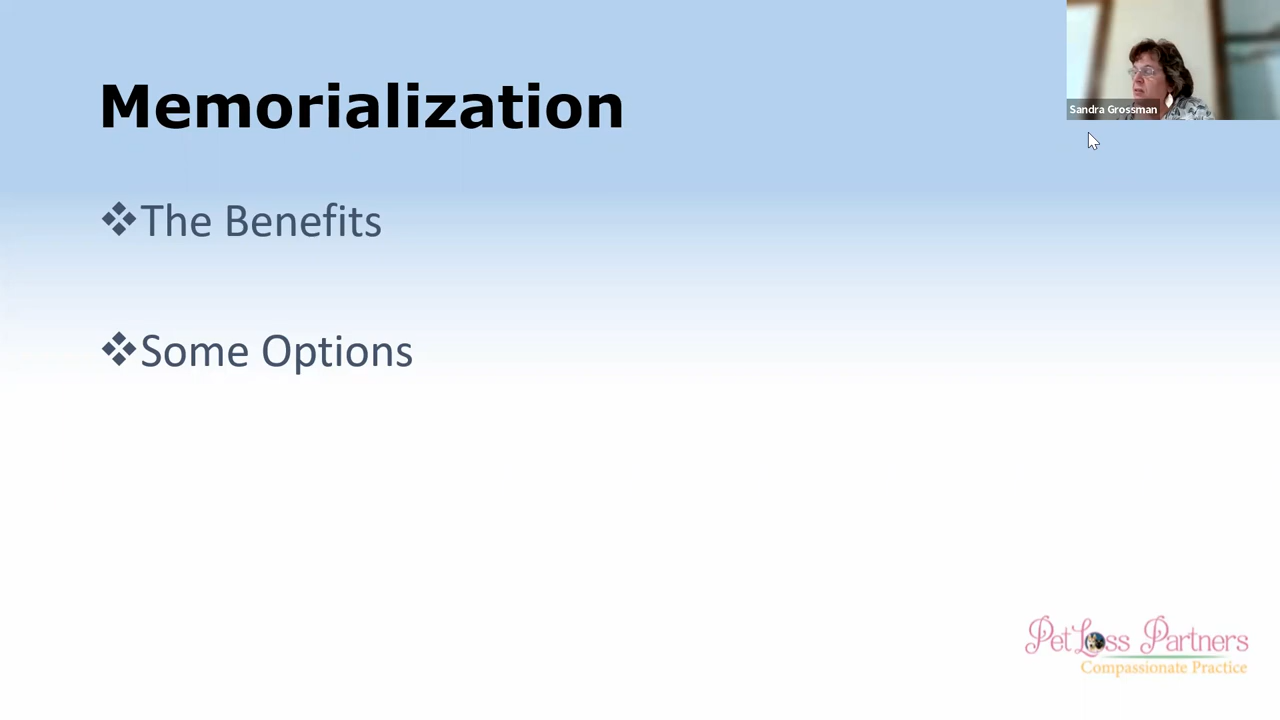 Memorialization
Sandra Grossman
❖The Benefits
❖Some Options
Pet Loss Partners
Compassionate Practice